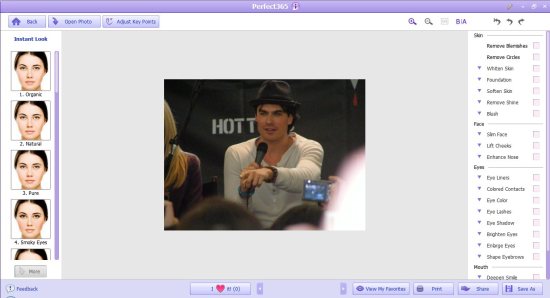 Perfect365
Back
Open Photo
Adjust Key Points
B|A
Instant Look
1. Organic
2. Natural
3. Pure
4. Smoky Eyes
More
HOTT
Skin
Remove Blemishes
Remove Circles
Whiten Skin
Foundation
Soften Skin
Remove Shine
Blush
Face
Slim Face
Lift Cheeks
Enhance Nose
Eyes
Eye Liners
Colored Contacts
Eye Color
Eye Lashes
Eye Shadow
Brighten Eyes
Enlarge Eyes
Shape Eyebrows
Mouth
Deepen Smile
Feedback
I it! (0)
View My Favorites
Print
Share
Save As